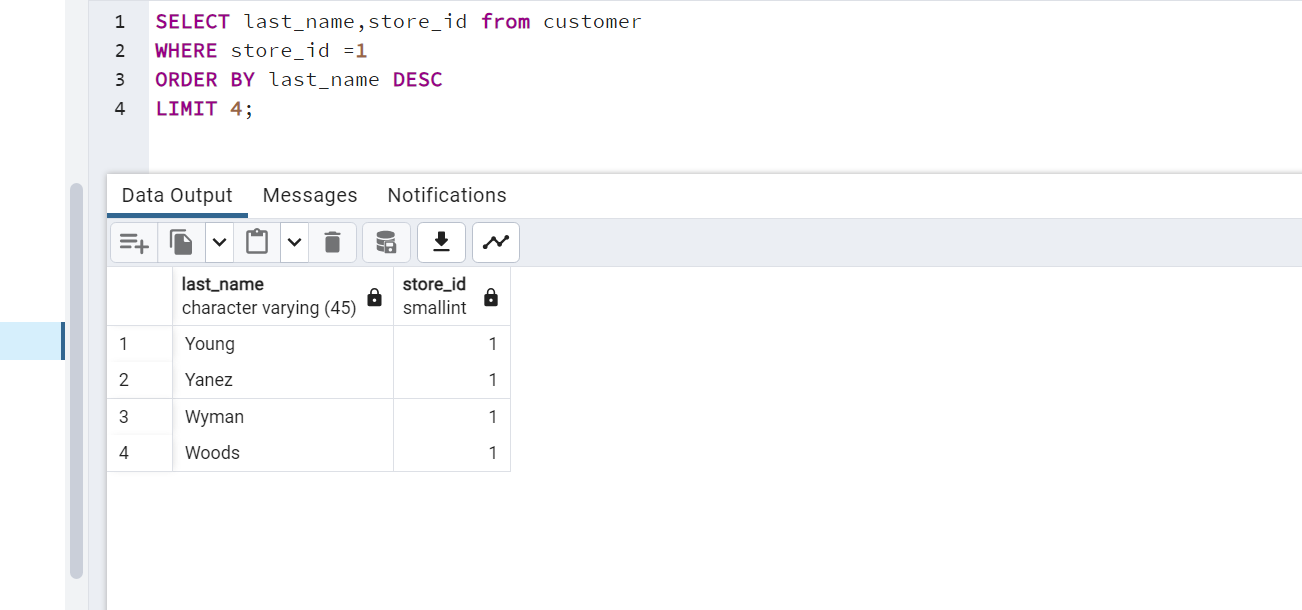 1 SELECT last_name,store_id from customer
2 WHERE store_id =1
3 ORDER BY last_name DESC
4 LIMIT 4;
Data Output Messages Notifications
last_name store_id
character varying (45) smallint
1 Young 1
2 Yanez 1
3 Wyman 1
4 Woods 1